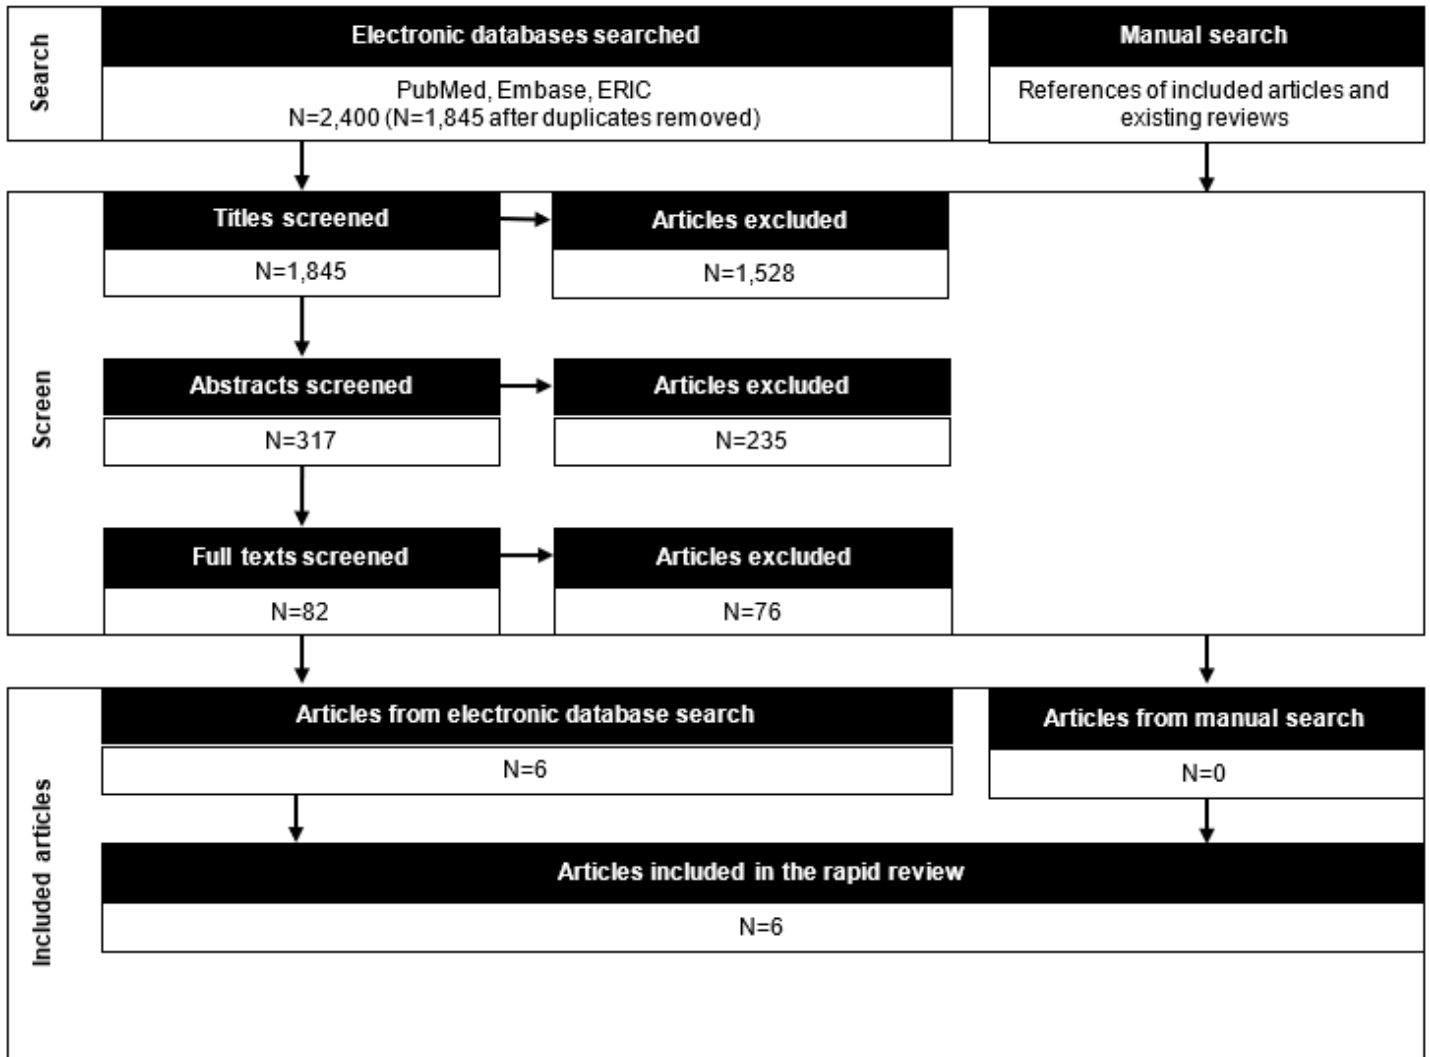 Search
Electronic databases searched
PubMed, Embase, ERIC
N=2,400 (N=1,845 after duplicates removed)
Manual search
References of included articles and
existing reviews
Screen
Titles screened
N=1,845
Articles excluded
N=1,528
Abstracts screened
N=317
Articles excluded
N=235
Full texts screened
N=82
Articles excluded
N=76
Included articles
Articles from electronic database search
N=6
Articles from manual search
N=0
Articles included in the rapid review
N=6